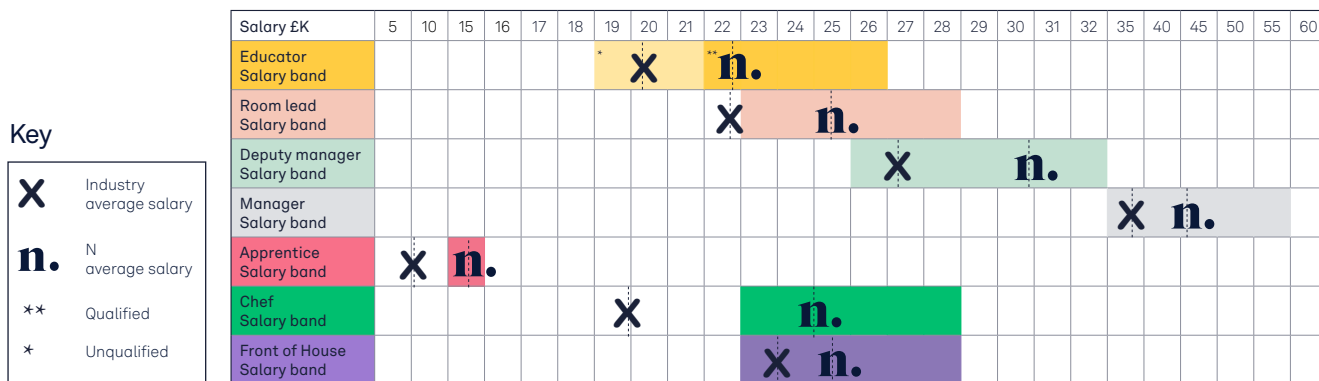 Salary £K 5 10 15 16 17 18 19 20 21 22 23 24 25 26 27 30 31 32 35 40 45 50 55 60
Educator
Salary band
* X ** n.
Room lead
Salary band
X n.
Deputy manager
Salary band
X n.
Manager
Salary band
X n.
Apprentice
Salary band
X n.
Chef
Salary band
X n.
Front of House
Salary band
X n.
Key
X Industry
average salary
n. N
average salary
** Qualified
* Unqualified